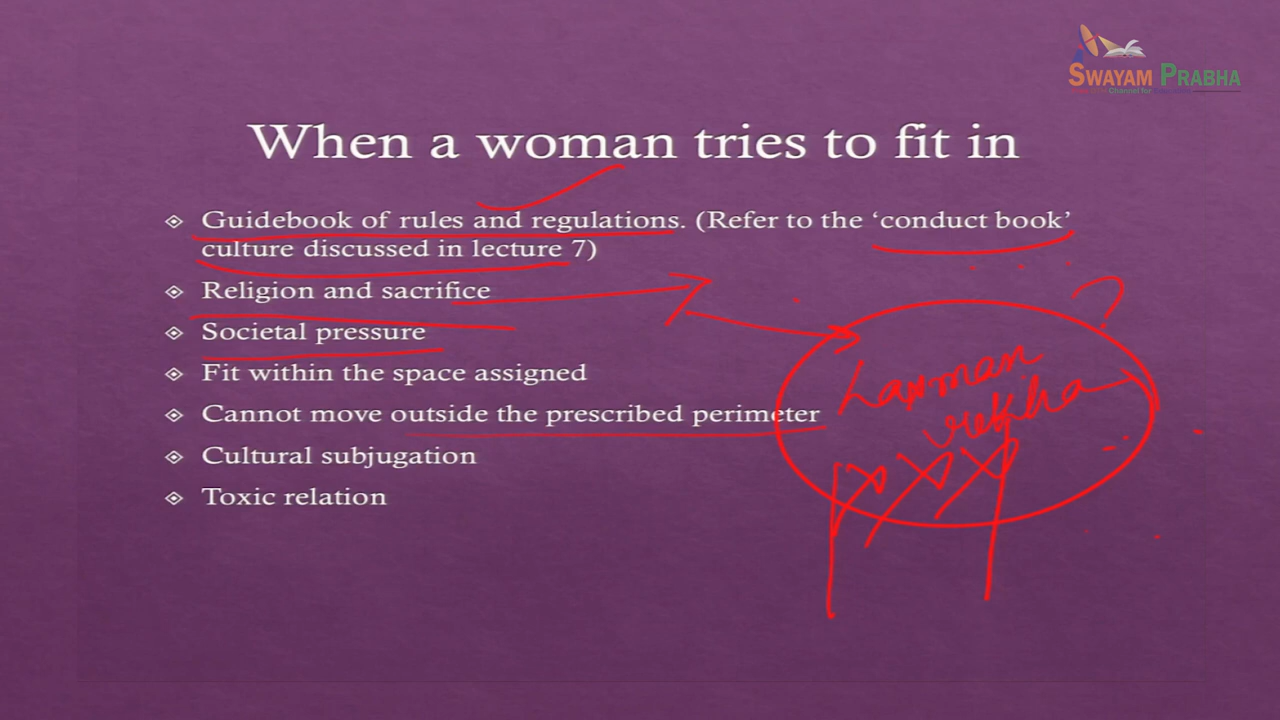 SWAYAM PRABHA
When a woman tries to fit in
Guidebook of rules and regulations. (Refer to the ‘conduct book’
culture discussed in lecture 7)
Religion and sacrifice
Societal pressure
Fit within the space assigned
Cannot move outside the prescribed perimeter
Cultural subjugation
Toxic relation
?
Laxman
rekha